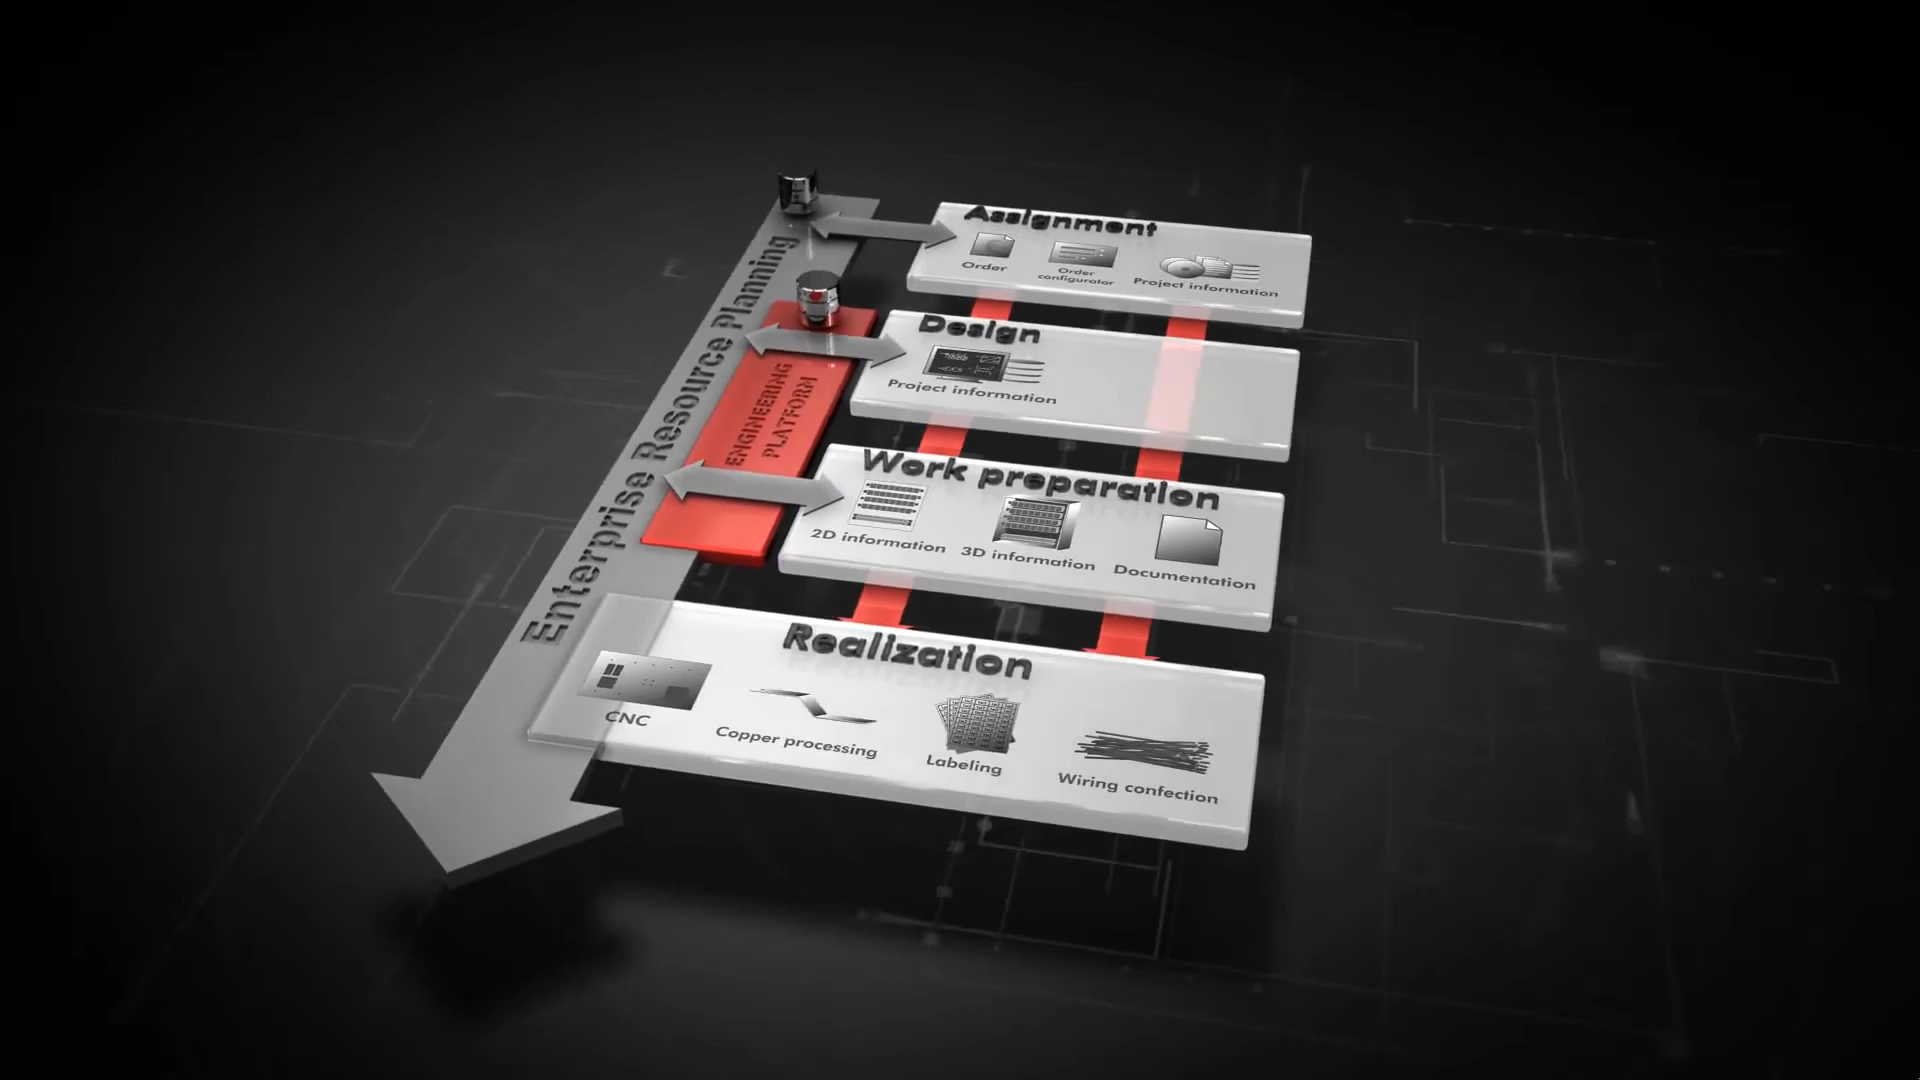 Assignment
Order
Order
configurator
Project information
Design
Project information
Work preparation
2D information
3D information
Documentation
Realization
CNC
Copper processing
Labeling
Wiring confection
Enterprise Resource Planning
ENGINEERING
PLATFORM